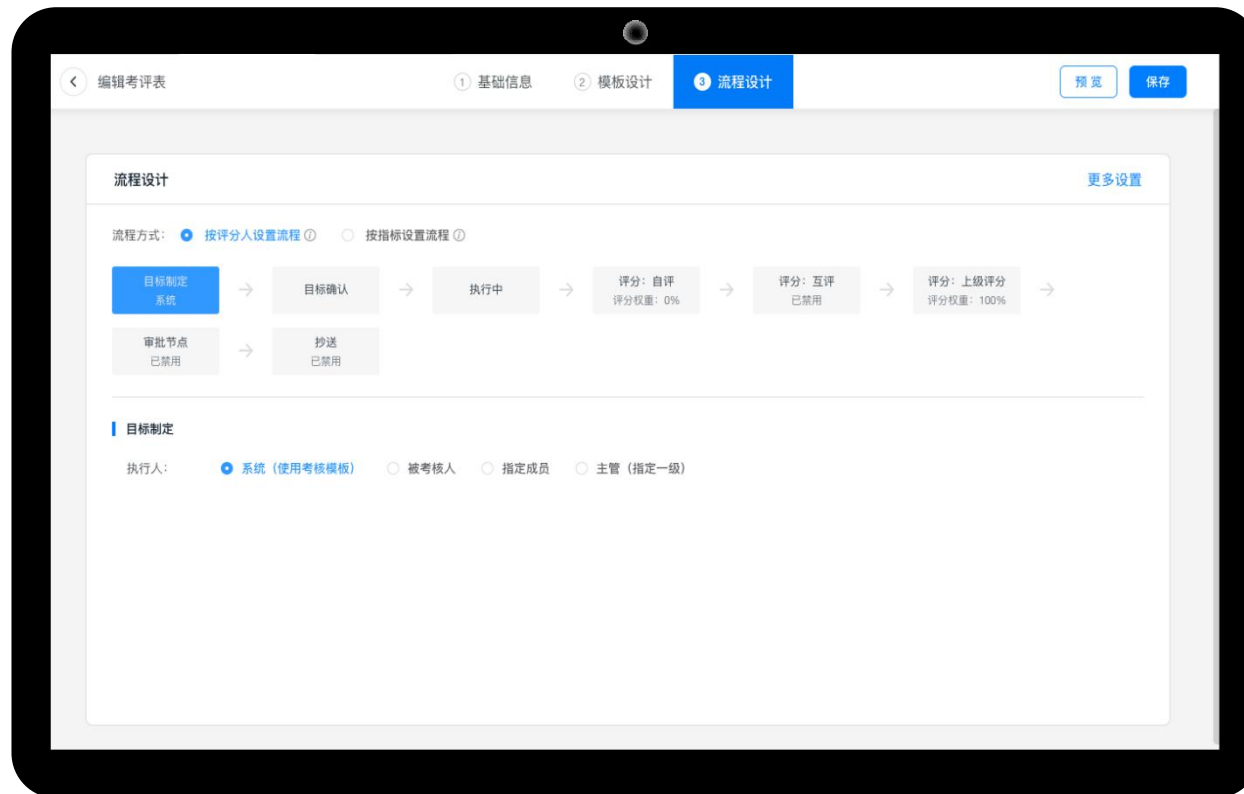 编辑考评表
1 基础信息
2 模板设计
3 流程设计
预览
保存
流程设计
更多设置
流程方式: 按评分人设置流程 按指标设置流程
目标制定
系统
目标确认
执行中
评分: 自评
评分权重: 0%
评分: 互评
已禁用
评分: 上级评分
评分权重: 100%
审批节点
已禁用
抄送
已禁用
目标制定
执行人: 系统 (使用考核模板) 被考核人 指定成员 主管 (指定一级)